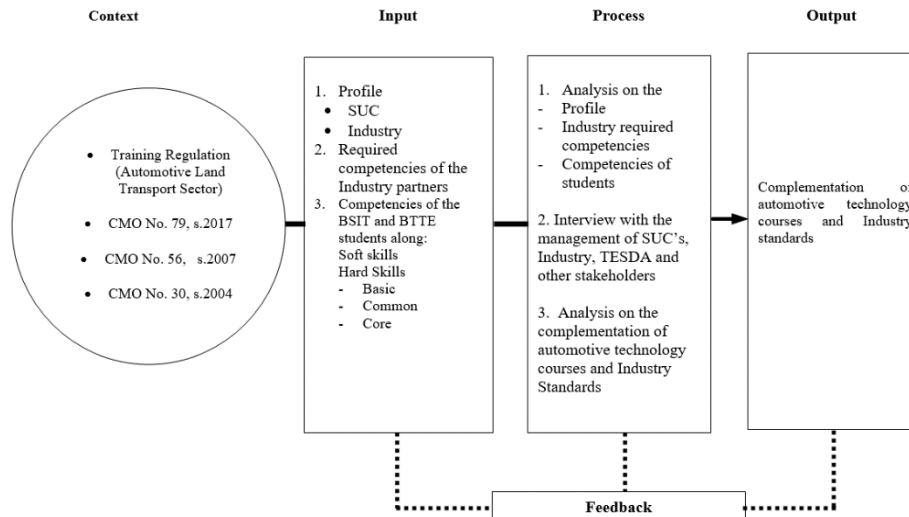 Context
Input
Process
Output
• Training Regulation
(Automotive Land
Transport Sector)
• CMO No. 79, s.2017
• CMO No. 56, s.2007
• CMO No. 30, s.2004
1. Profile
• SUC
• Industry
2. Required
competencies of the
Industry partners
3. Competencies of the
BSIT and BTTE
students along:
Soft skills
Hard Skills
- Basic
- Common
- Core
1. Analysis on the
- Profile
- Industry required
competencies
- Competencies of
students
2. Interview with the
management of SUC's,
Industry, TESDA and
other stakeholders
3. Analysis on the
complementation of
automotive technology
courses and Industry
Standards
Complementation of
automotive technology
courses and Industry
standards
Feedback